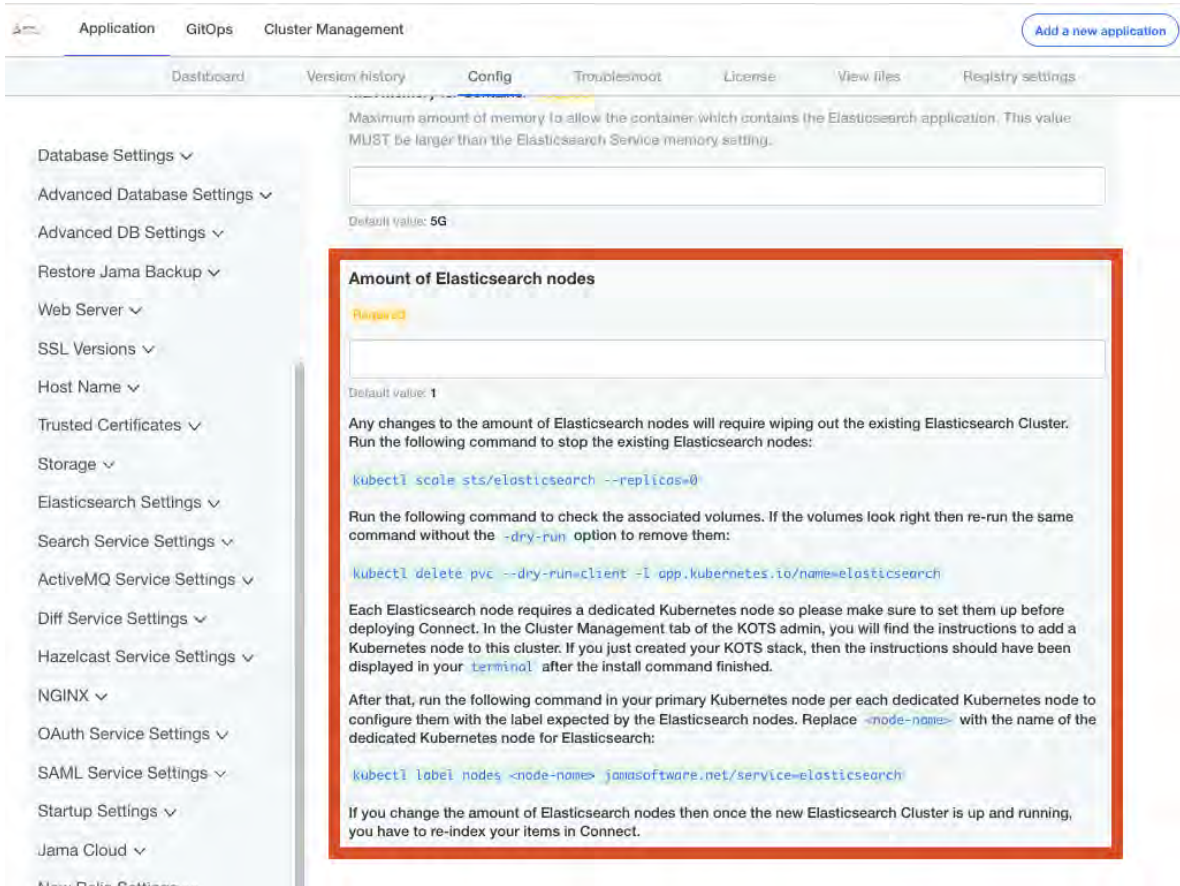 Application GitOps Cluster Management Add a new application
Dashboard Version history Config Troubleshoot License View files Registry settings
Maximum amount of memory to allow the container which contains the Elasticsearch application. This value
MUST be larger than the Elasticsearch Service memory setting.
Default value: 5G
Database Settings
Advanced Database Settings
Advanced DB Settings
Restore Jama Backup
Web Server
SSL Versions
Host Name
Trusted Certificates
Storage
Elasticsearch Settings
Search Service Settings
ActiveMQ Service Settings
Diff Service Settings
Hazelcast Service Settings
NGINX
OAuth Service Settings
SAML Service Settings
Startup Settings
Jama Cloud
Amount of Elasticsearch nodes
Required
Default value: 1
Any changes to the amount of Elasticsearch nodes will require wiping out the existing Elasticsearch Cluster.
Run the following command to stop the existing Elasticsearch nodes:
kubectl scale sts/elasticsearch --replicas=0
Run the following command to check the associated volumes. If the volumes look right then re-run the same
command without the -dry-run option to remove them:
kubectl delete pvc --dry-run=client -l app.kubernetes.io/name=elasticsearch
Each Elasticsearch node requires a dedicated Kubernetes node so please make sure to set them up before
deploying Connect. In the Cluster Management tab of the KOTS admin, you will find the instructions to add a
Kubernetes node to this cluster. If you just created your KOTS stack, then the instructions should have been
displayed in your terminal after the install command finished.
After that, run the following command in your primary Kubernetes node per each dedicated Kubernetes node to
configure them with the label expected by the Elasticsearch nodes. Replace <node-name> with the name of the
dedicated Kubernetes node for Elasticsearch:
kubectl label nodes <node-name> jamasoftware.net/service=elasticsearch
If you change the amount of Elasticsearch nodes then once the new Elasticsearch Cluster is up and running,
you have to re-index your items in Connect.